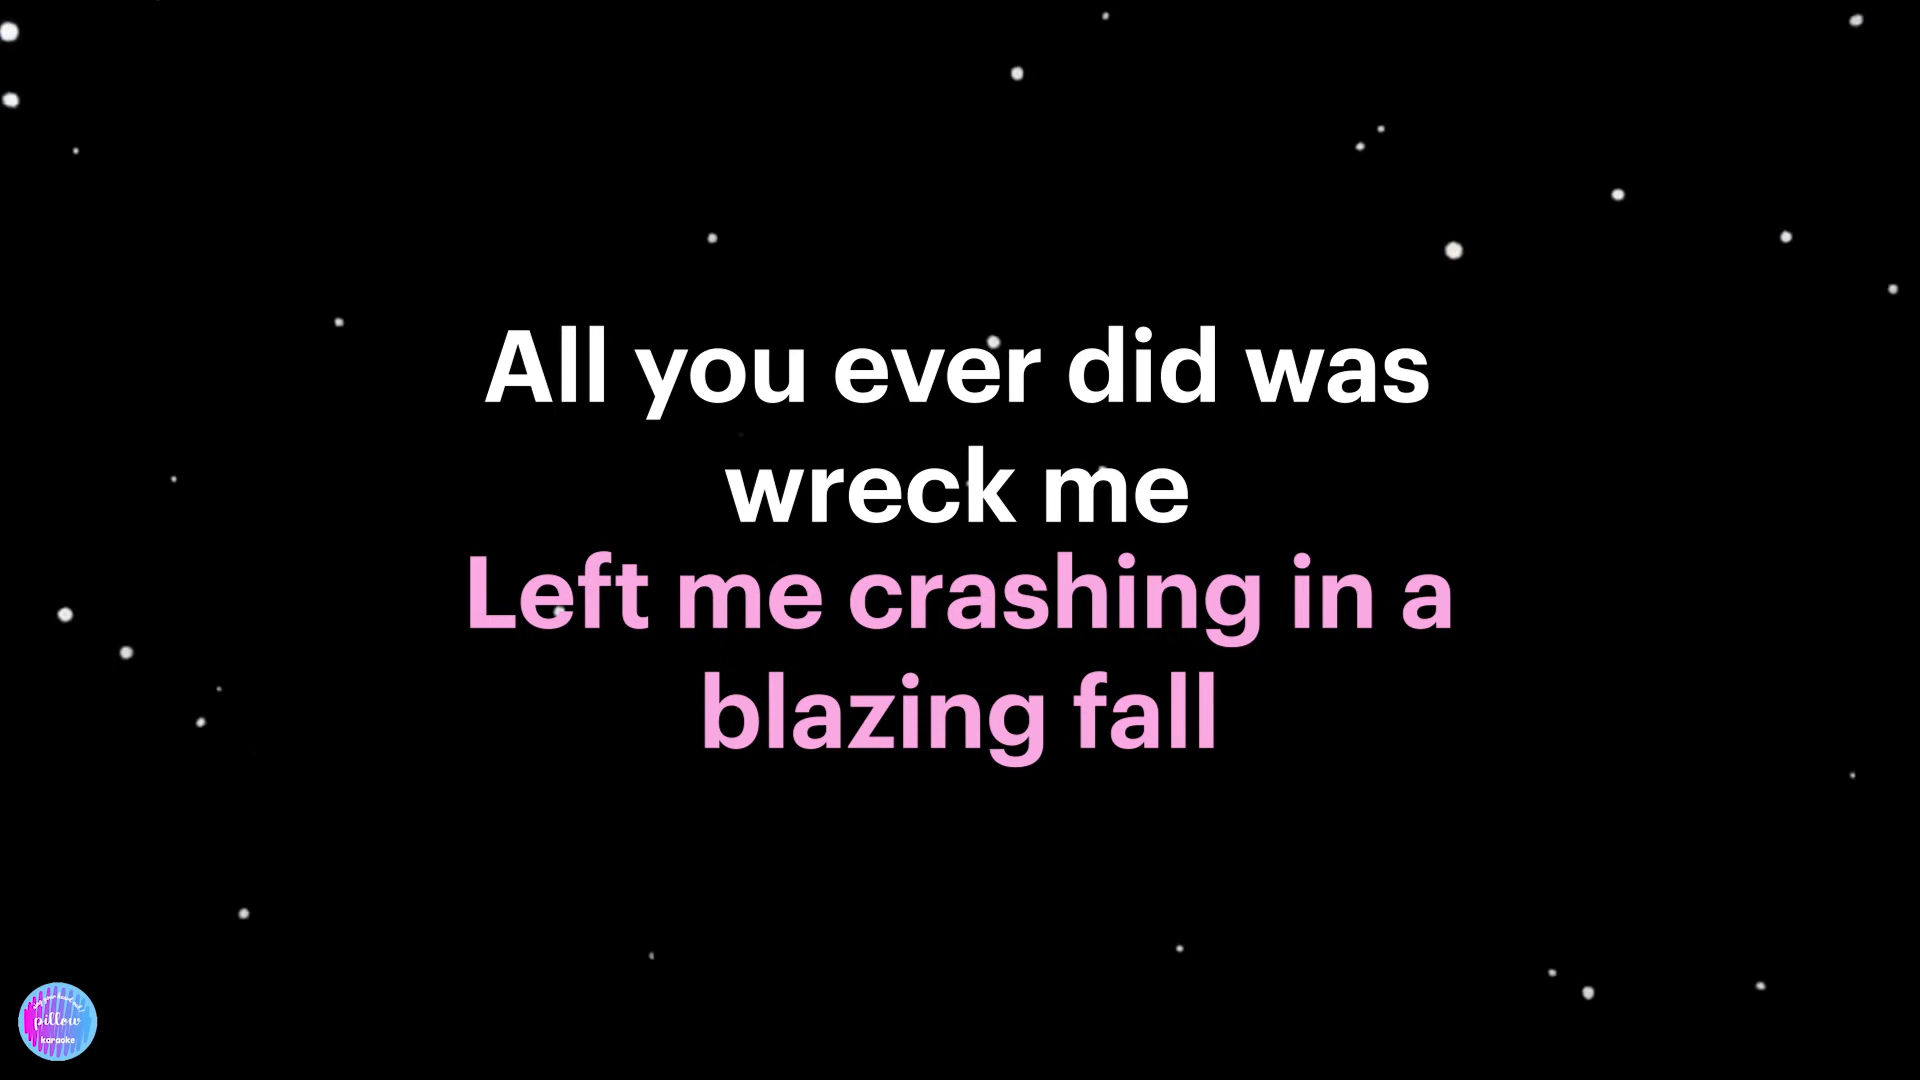 All you ever did was
wreck me
Left me crashing in a
blazing fall
pillow
karaoke